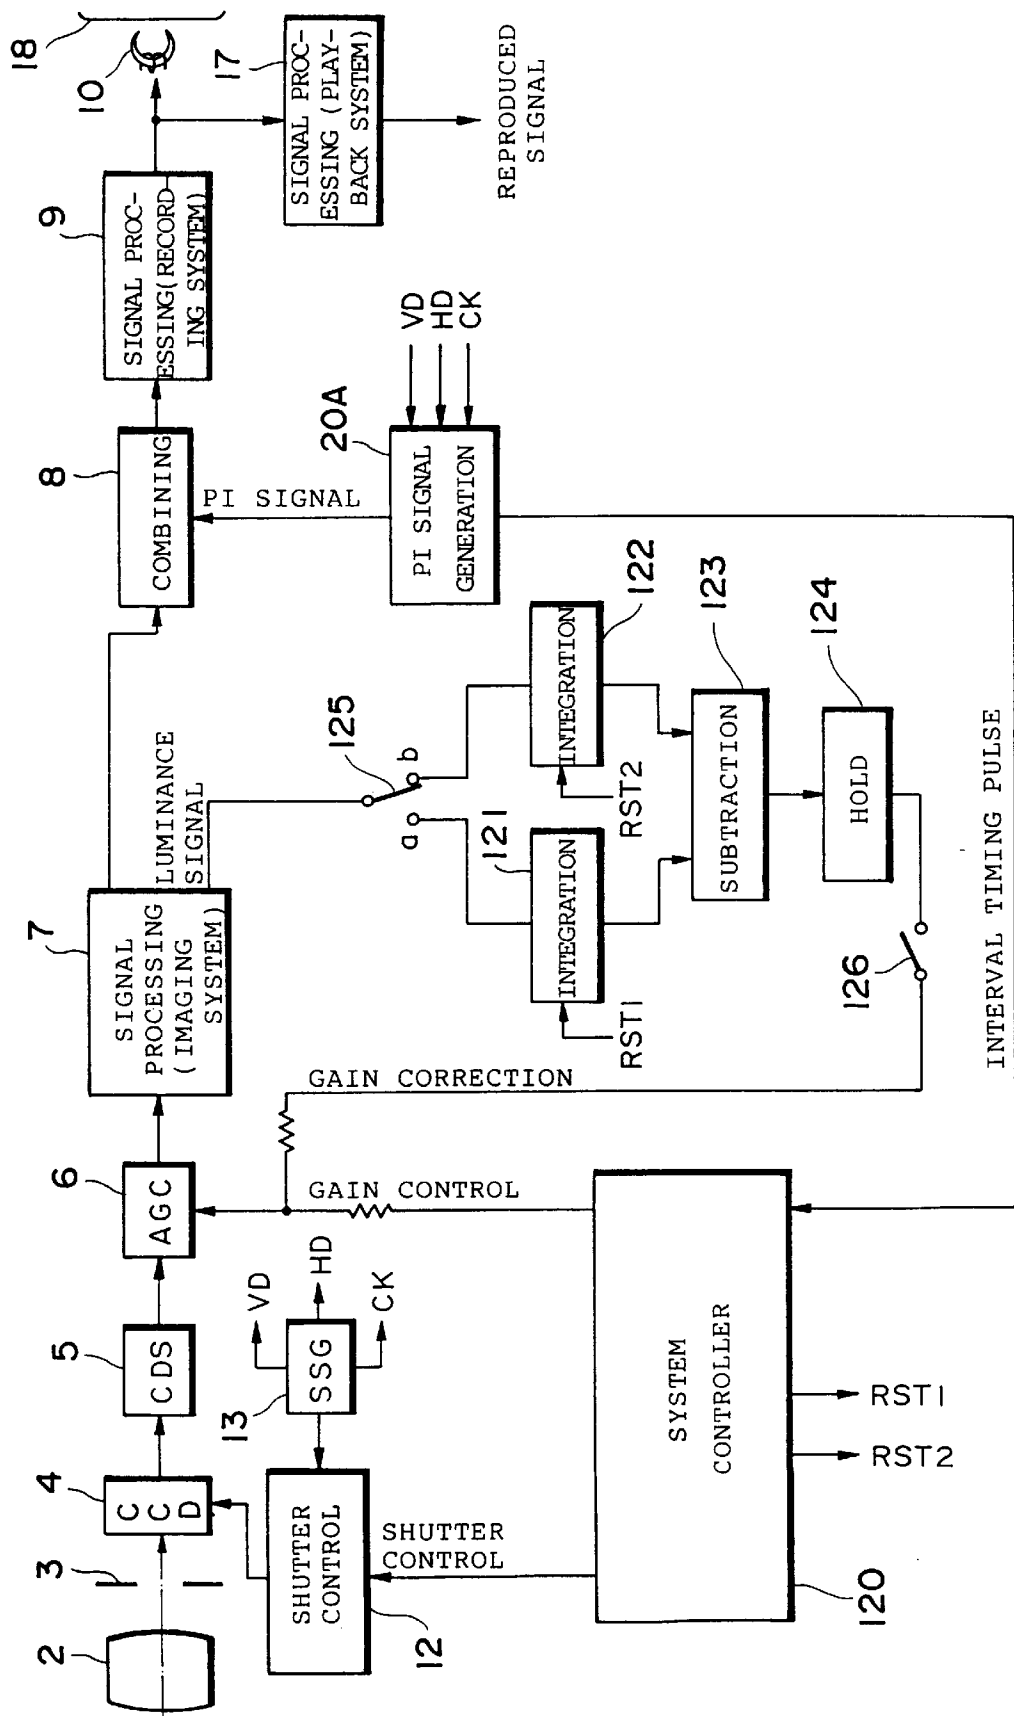 2
3
4
C
C
D
5
CDS
6
AGC
7
SIGNAL
PROCESSING
(IMAGING
SYSTEM)
8
COMBINING
9
SIGNAL PROC-
ESSING(RECORD
ING SYSTEM)
10
18
17
SIGNAL PROC-
ESSING (PLAY-
BACK SYSTEM)
REPRODUCED
SIGNAL
12
SHUTTER
CONTROL
SHUTTER
CONTROL
13
SSG
VD
HD
CK
GAIN CONTROL
GAIN CORRECTION
LUMINANCE
SIGNAL
125
a
b
121
INTEGRATION
RST1
122
INTEGRATION
RST2
123
SUBTRACTION
124
HOLD
126
PI SIGNAL
20A
PI SIGNAL
GENERATION
VD
HD
CK
120
SYSTEM
CONTROLLER
RST1
RST2
INTERVAL TIMING PULSE